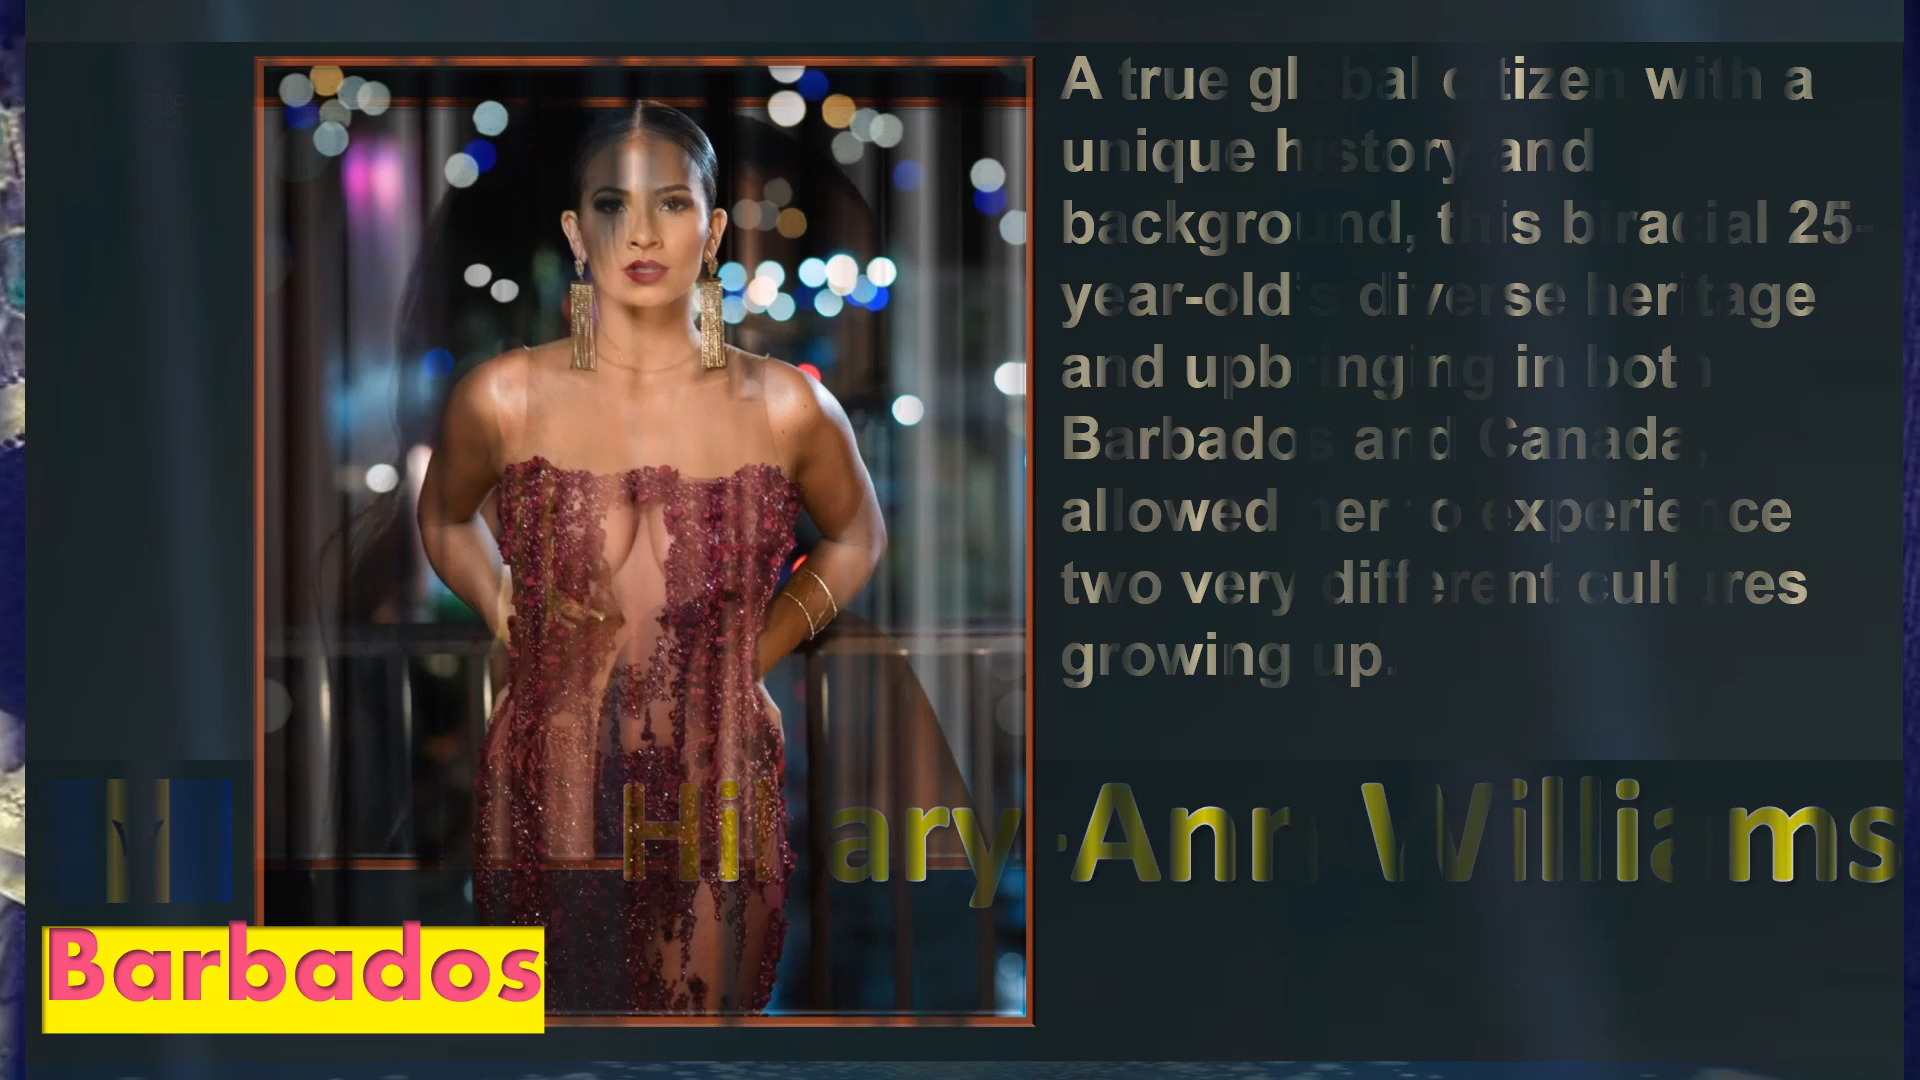 A true global citizen with a
unique history and
background, this biracial 25-
year-old's diverse heritage
and upbringing in both
Barbados and Canada,
allowed her to experience
two very different cultures
growing up.
Hillary-Ann Williams
Barbados